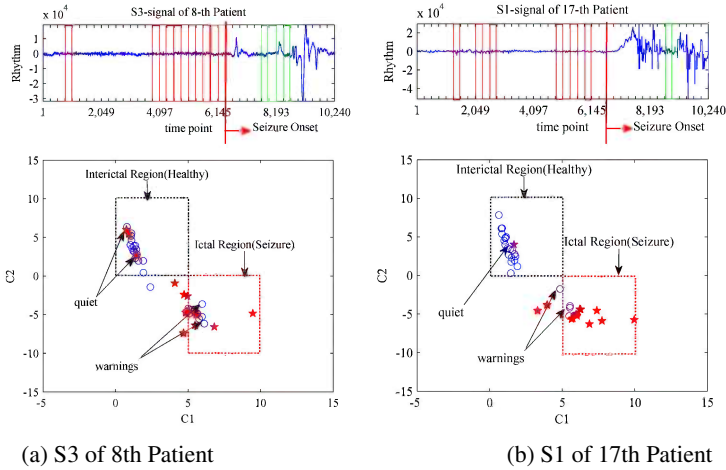 S3-signal of 8-th Patient
× 10⁴
Rhythm
2
1
0
1
2
3
1 2,049 4,097 6,145 8,193 10,240
time point Seizure Onset
15
10
5
0
-5
-10
-15
C2
Interictal Region(Healthy)
Ictal Region(Seizure)
quiet
warnings
-5 0 5 10 15
C1
(a) S3 of 8th Patient
S1-signal of 17-th Patient
× 10⁴
Rhythm
2
0
-2
-4
1 2,049 4,097 6,145 8,193 10,240
time point Seizure Onset
15
10
5
0
-5
-10
-15
C2
Interictal Region(Healthy)
Ictal Region(Seizure)
quiet
warnings
-5 0 5 10 15
C1
(b) S1 of 17th Patient